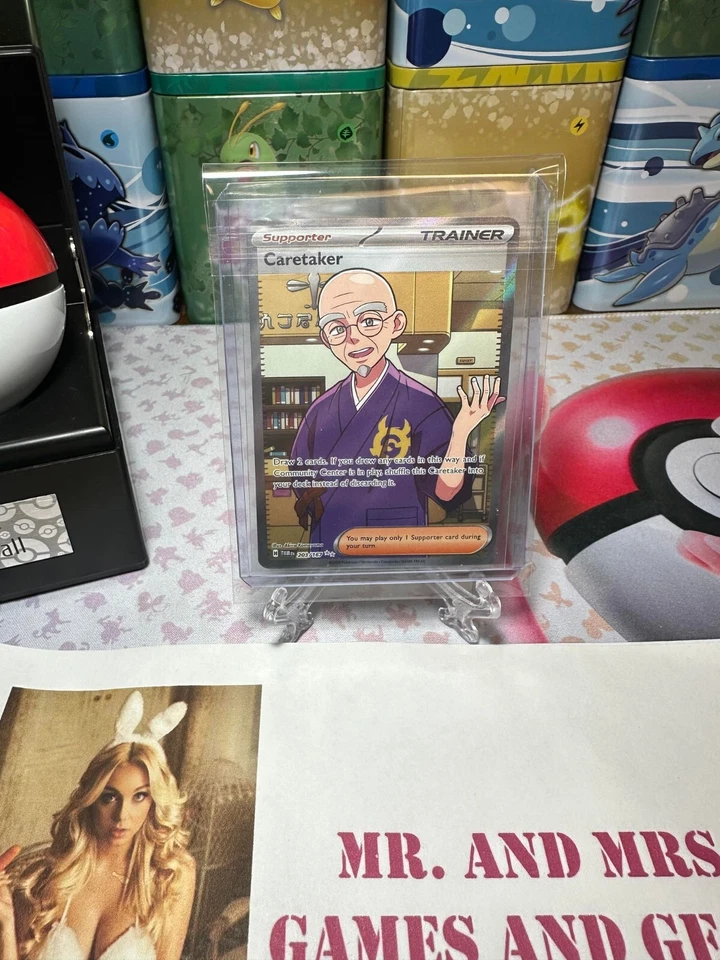 Supporter
TRAINER
Caretaker
Draw 2 cards. If you drew any cards in this way and if
Community Center is in play, shuffle this Caretaker into
your deck instead of discarding it.
You may play only 1 Supporter card during
your turn.
H TWM EN
all
MR. AND MRS
GAMES AND GE